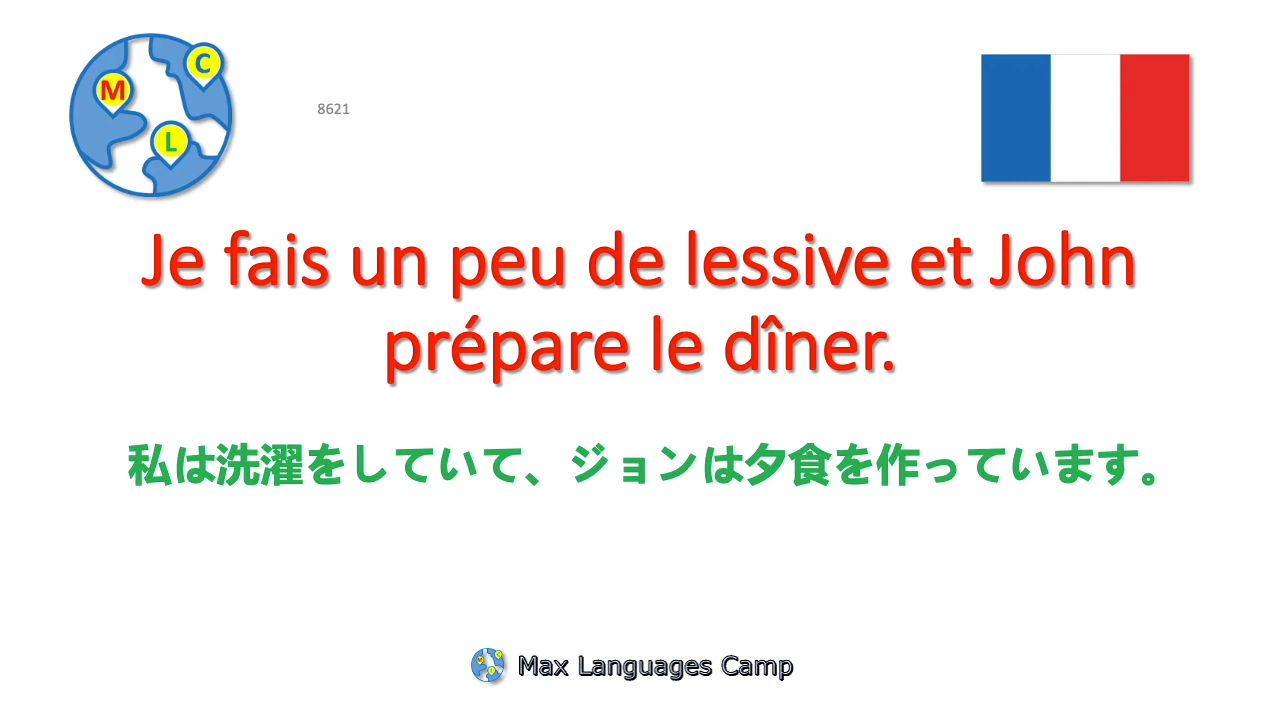 C
M
L
8621
Je fais un peu de lessive et John
prépare le dîner.
私は洗濯をしていて、ジョンは夕食を作っています。
Max Languages Camp